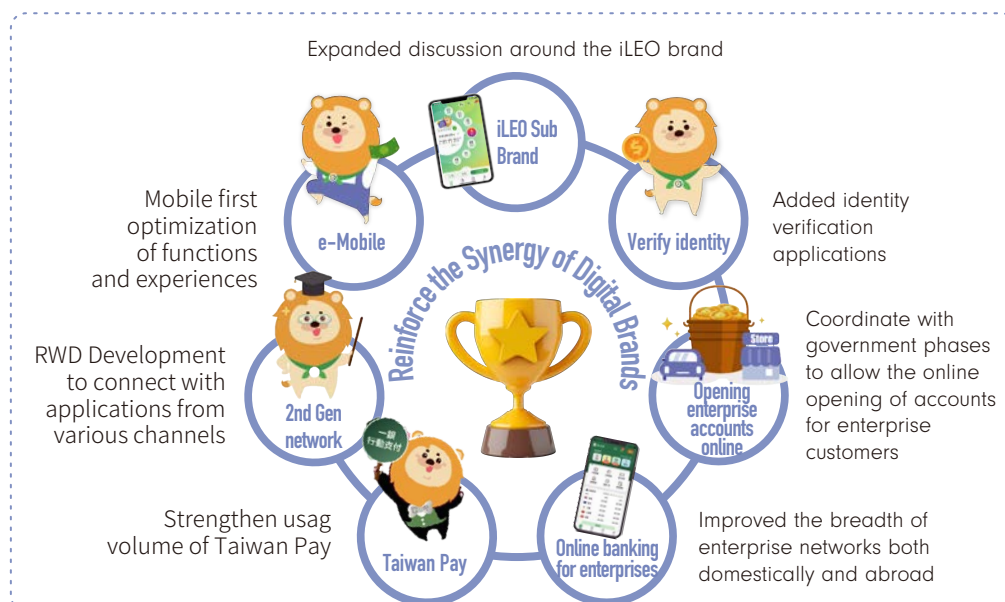 Expanded discussion around the iLEO brand
iLEO Sub
Brand
e-Mobile
Mobile first
optimization
of functions
and experiences
Verify identity
Added identity
verification
applications
Reinforce the Synergy of Digital Brands
2nd Gen
network
RWD Development
to connect with
applications from
various channels
Store
Opening
enterprise
accounts
online
Coordinate with
government phases
to allow the online
opening of accounts
for enterprise
customers
一銀
行動支付
Taiwan Pay
Strengthen usag
volume of Taiwan Pay
Online banking
for enterprises
Improved the breadth of
enterprise networks both
domestically and abroad